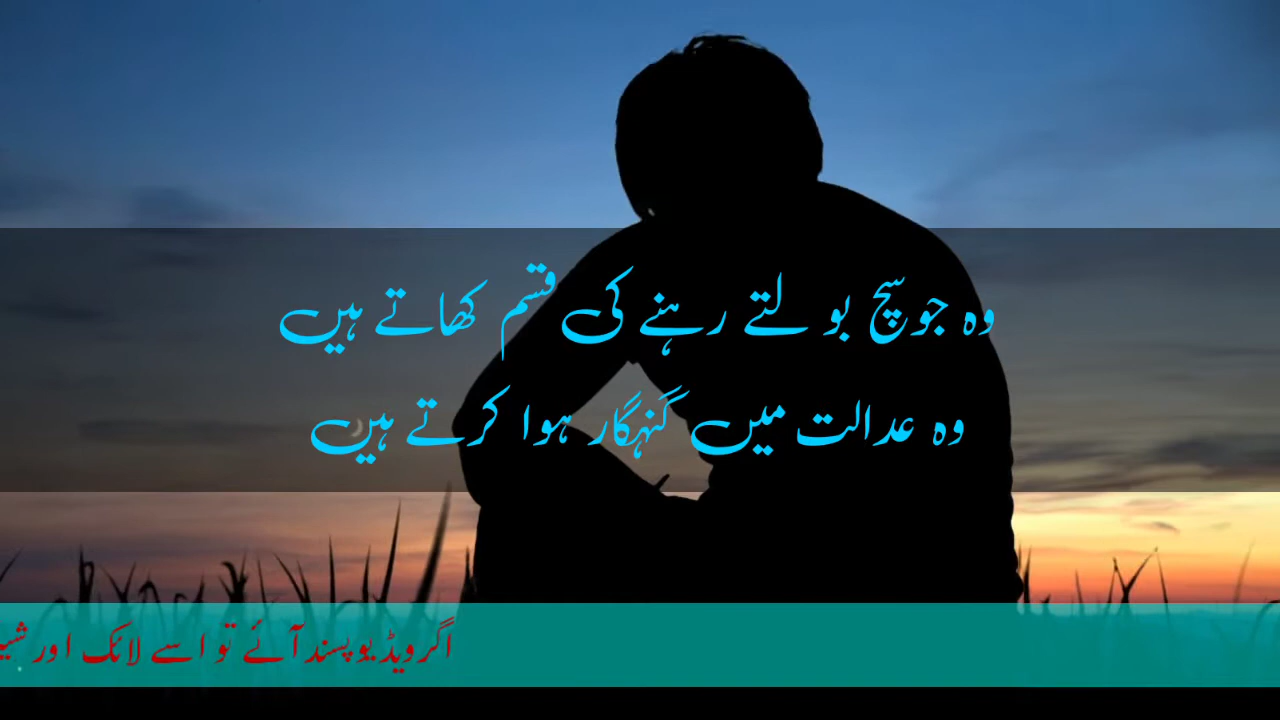 وہ جو سچ بولتے رہنے کی قسم کھاتے ہیں
وہ عدالت میں گنہگار ہوا کرتے ہیں
اگر ویڈیو پسند آئے تو اسے لائک اور